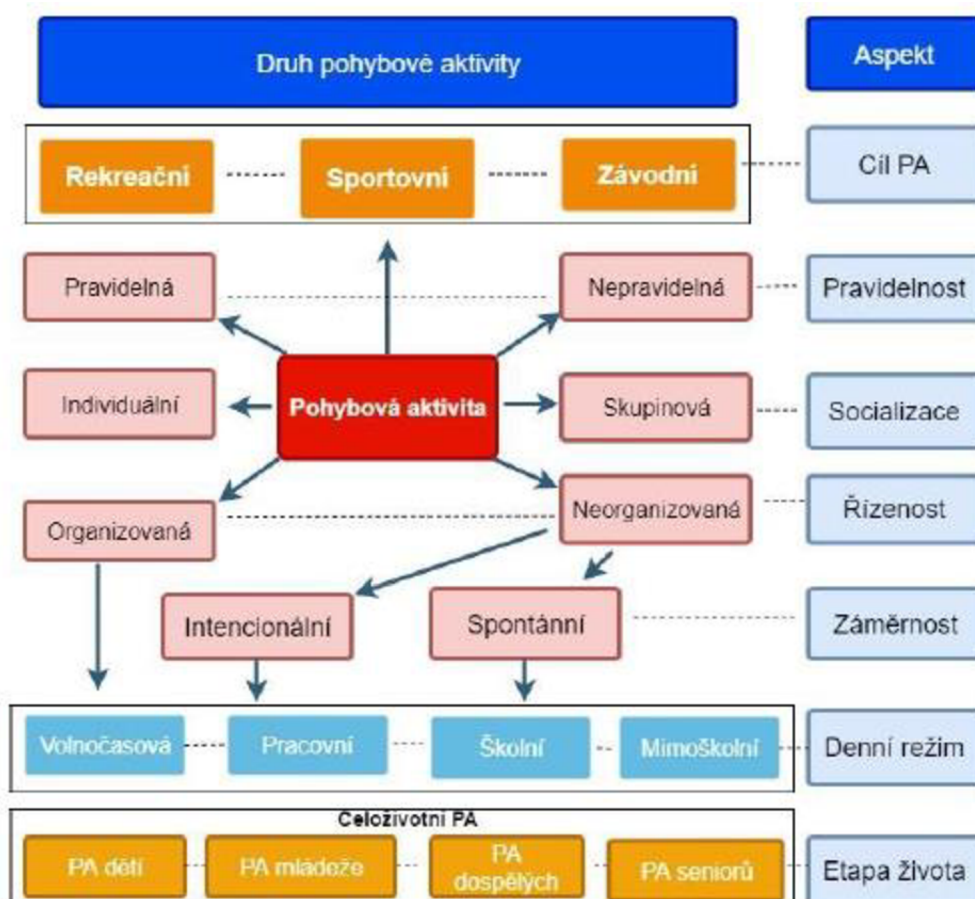 Druh pohybové aktivity
Aspekt
Rekreační
Sportovní
Závodní
Cíl PA
Pravidelná
Nepravidelná
Pravidelnost
Individuální
Pohybová aktivita
Skupinová
Socializace
Organizovaná
Neorganizovaná
Řízenost
Intencionální
Spontánní
Záměrnost
Volnočasová
Pracovní
Školní
Mimoškolní
Denní režim
Celoživotní PA
PA dětí
PA mládeže
PA
dospělých
PA seniorů
Etapa života